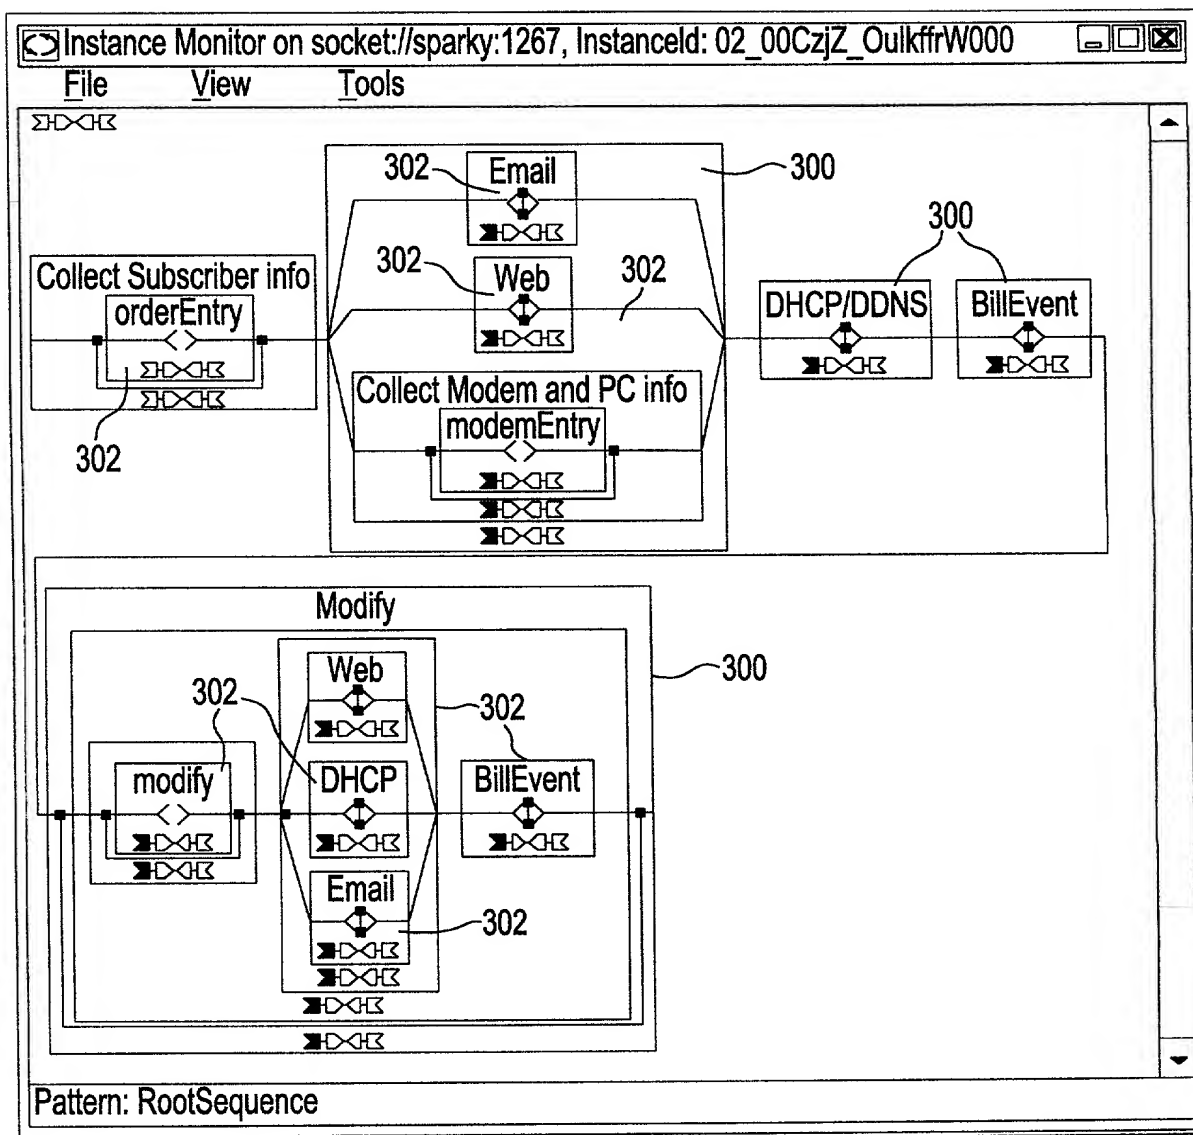 Instance Monitor on socket://sparky:1267, InstanceId: 02_00CzjZ_OulkffrW000
File View Tools
302 Email 300
300
Collect Subscriber info 302 Web 302 DHCP/DDNS BillEvent
orderEntry
Collect Modem and PC info
302 modemEntry
Modify
Web 300
302 302
modify DHCP BillEvent
Email
302
Pattern: RootSequence